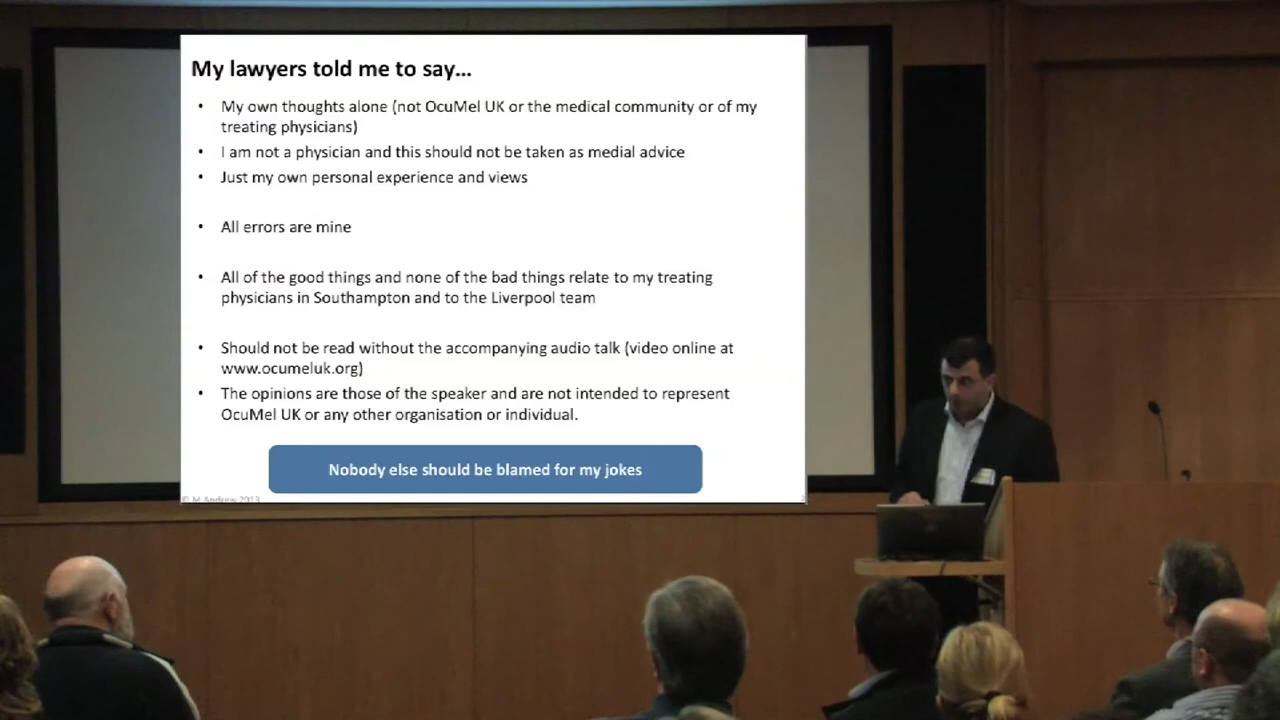 My lawyers told me to say...
• My own thoughts alone (not OcuMel UK or the medical community or of my
treating physicians)
• I am not a physician and this should not be taken as medial advice
• Just my own personal experience and views
• All errors are mine
• All of the good things and none of the bad things relate to my treating
physicians in Southampton and to the Liverpool team
• Should not be read without the accompanying audio talk (video online at
www.ocumeluk.org)
• The opinions are those of the speaker and are not intended to represent
OcuMel UK or any other organisation or individual.
Nobody else should be blamed for my jokes
© M Andrew 2013